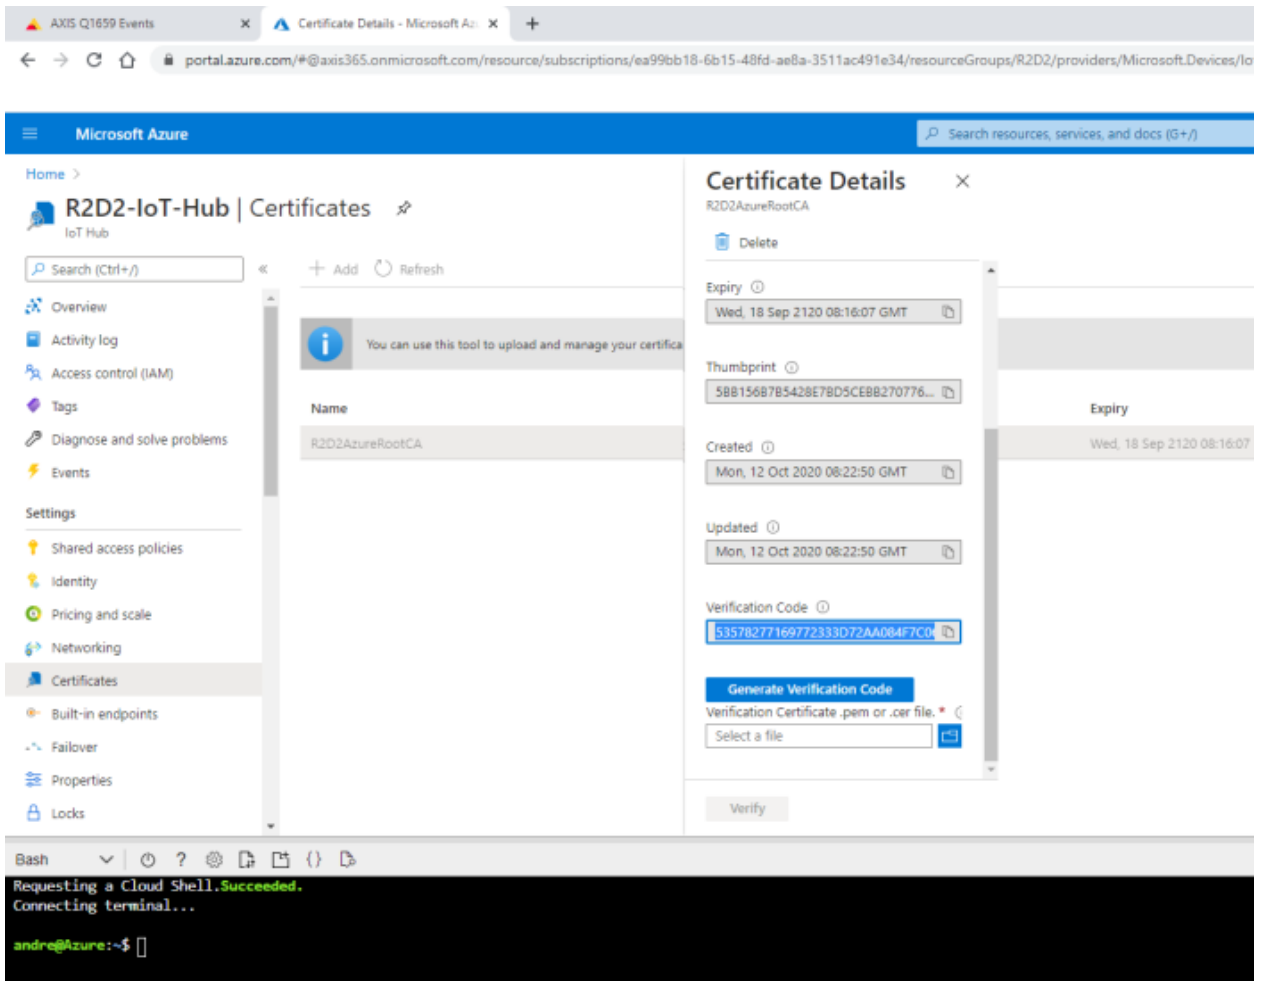 AXIS Q1659 Events
Certificate Details - Microsoft Az
portal.azure.com/#@axis365.onmicrosoft.com/resource/subscriptions/ea99bb18-6b15-48fd-ae8a-3511ac491e34/resourceGroups/R2D2/providers/Microsoft.Devices/Io
Microsoft Azure
Search resources, services, and docs (G+/)
Home >
R2D2-IoT-Hub | Certificates
IoT Hub
Search (Ctrl+/)
«
Overview
Activity log
Access control (IAM)
Tags
Diagnose and solve problems
Events
Settings
Shared access policies
Identity
Pricing and scale
Networking
Certificates
Built-in endpoints
Failover
Properties
Locks
+ Add
Refresh
You can use this tool to upload and manage your certifica
Name
Expiry
R2D2AzureRootCA
Wed, 18 Sep 2120 08:16:07
Certificate Details
R2D2AzureRootCA
Delete
Expiry
Wed, 18 Sep 2120 08:16:07 GMT
Thumbprint
5BB156B7B5428E7BD5CEBB270776...
Created
Mon, 12 Oct 2020 08:22:50 GMT
Updated
Mon, 12 Oct 2020 08:22:50 GMT
Verification Code
53578277169772333D72AA084F7C0
Generate Verification Code
Verification Certificate .pem or .cer file. *
Select a file
Verify
Bash
? { }
Requesting a Cloud Shell.Succeeded.
Connecting terminal...
andre@Azure:~$